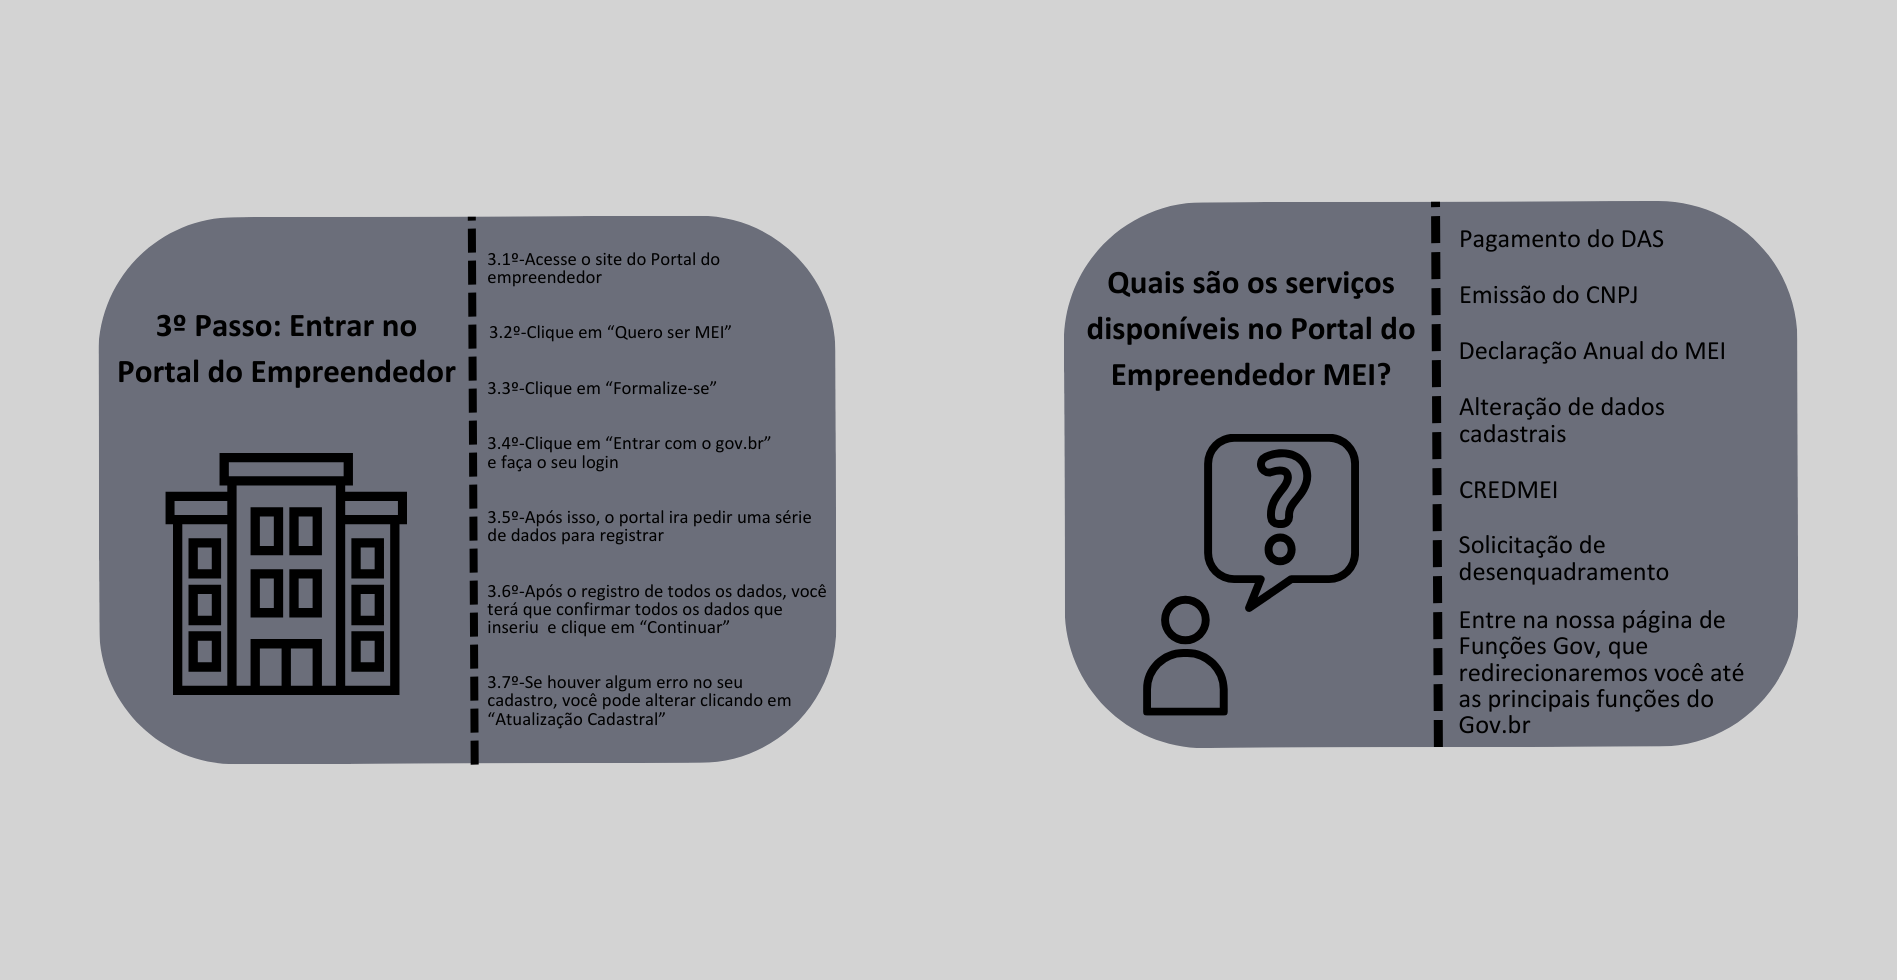 3º Passo: Entrar no
Portal do Empreendedor
3.1º-Acesse o site do Portal do
empreendedor
3.2º-Clique em “Quero ser MEI”
3.3º-Clique em “Formalize-se”
3.4º-Clique em “Entrar com o gov.br”
e faça o seu login
3.5º-Após isso, o portal ira pedir uma série
de dados para registrar
3.6º-Após o registro de todos os dados, você
terá que confirmar todos os dados que
inseriu  e clique em “Continuar”
3.7º-Se houver algum erro no seu
cadastro, você pode alterar clicando em
“Atualização Cadastral”
Quais são os serviços
disponíveis no Portal do
Empreendedor MEI?
?
Pagamento do DAS
Emissão do CNPJ
Declaração Anual do MEI
Alteração de dados
cadastrais
CREDMEI
Solicitação de
desenquadramento
Entre na nossa página de
Funções Gov, que
redirecionaremos você até
as principais funções do
Gov.br